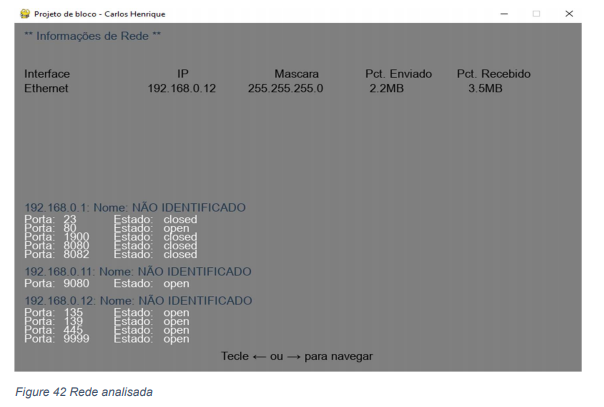 Projeto de bloco - Carlos Henrique
** Informações de Rede **
Interface IP Mascara Pct. Enviado Pct. Recebido
Ethernet 192.168.0.12 255.255.255.0 2.2MB 3.5MB
192.168.0.1: Nome: NÃO IDENTIFICADO
Porta: 23 Estado: closed
Porta: 80 Estado: open
Porta: 1900 Estado: closed
Porta: 8080 Estado: closed
Porta: 8082 Estado: closed
192.168.0.11: Nome: NÃO IDENTIFICADO
Porta: 9080 Estado: open
192.168.0.12: Nome: NÃO IDENTIFICADO
Porta: 135 Estado: open
Porta: 139 Estado: open
Porta: 445 Estado: open
Porta: 9999 Estado: open
Tecle ← ou → para navegar
Figure 42 Rede analisada